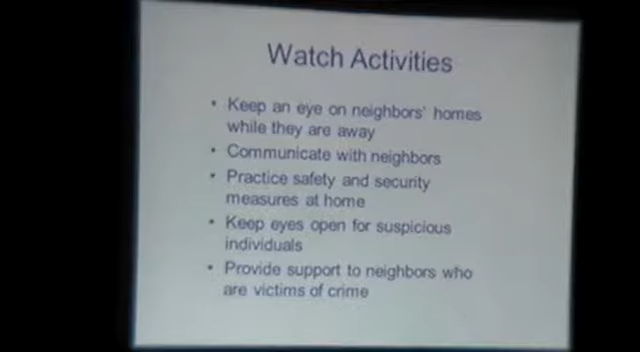 Watch Activities
• Keep an eye on neighbors' homes
while they are away
• Communicate with neighbors
• Practice safety and security
measures at home
• Keep eyes open for suspicious
individuals
• Provide support to neighbors who
are victims of crime